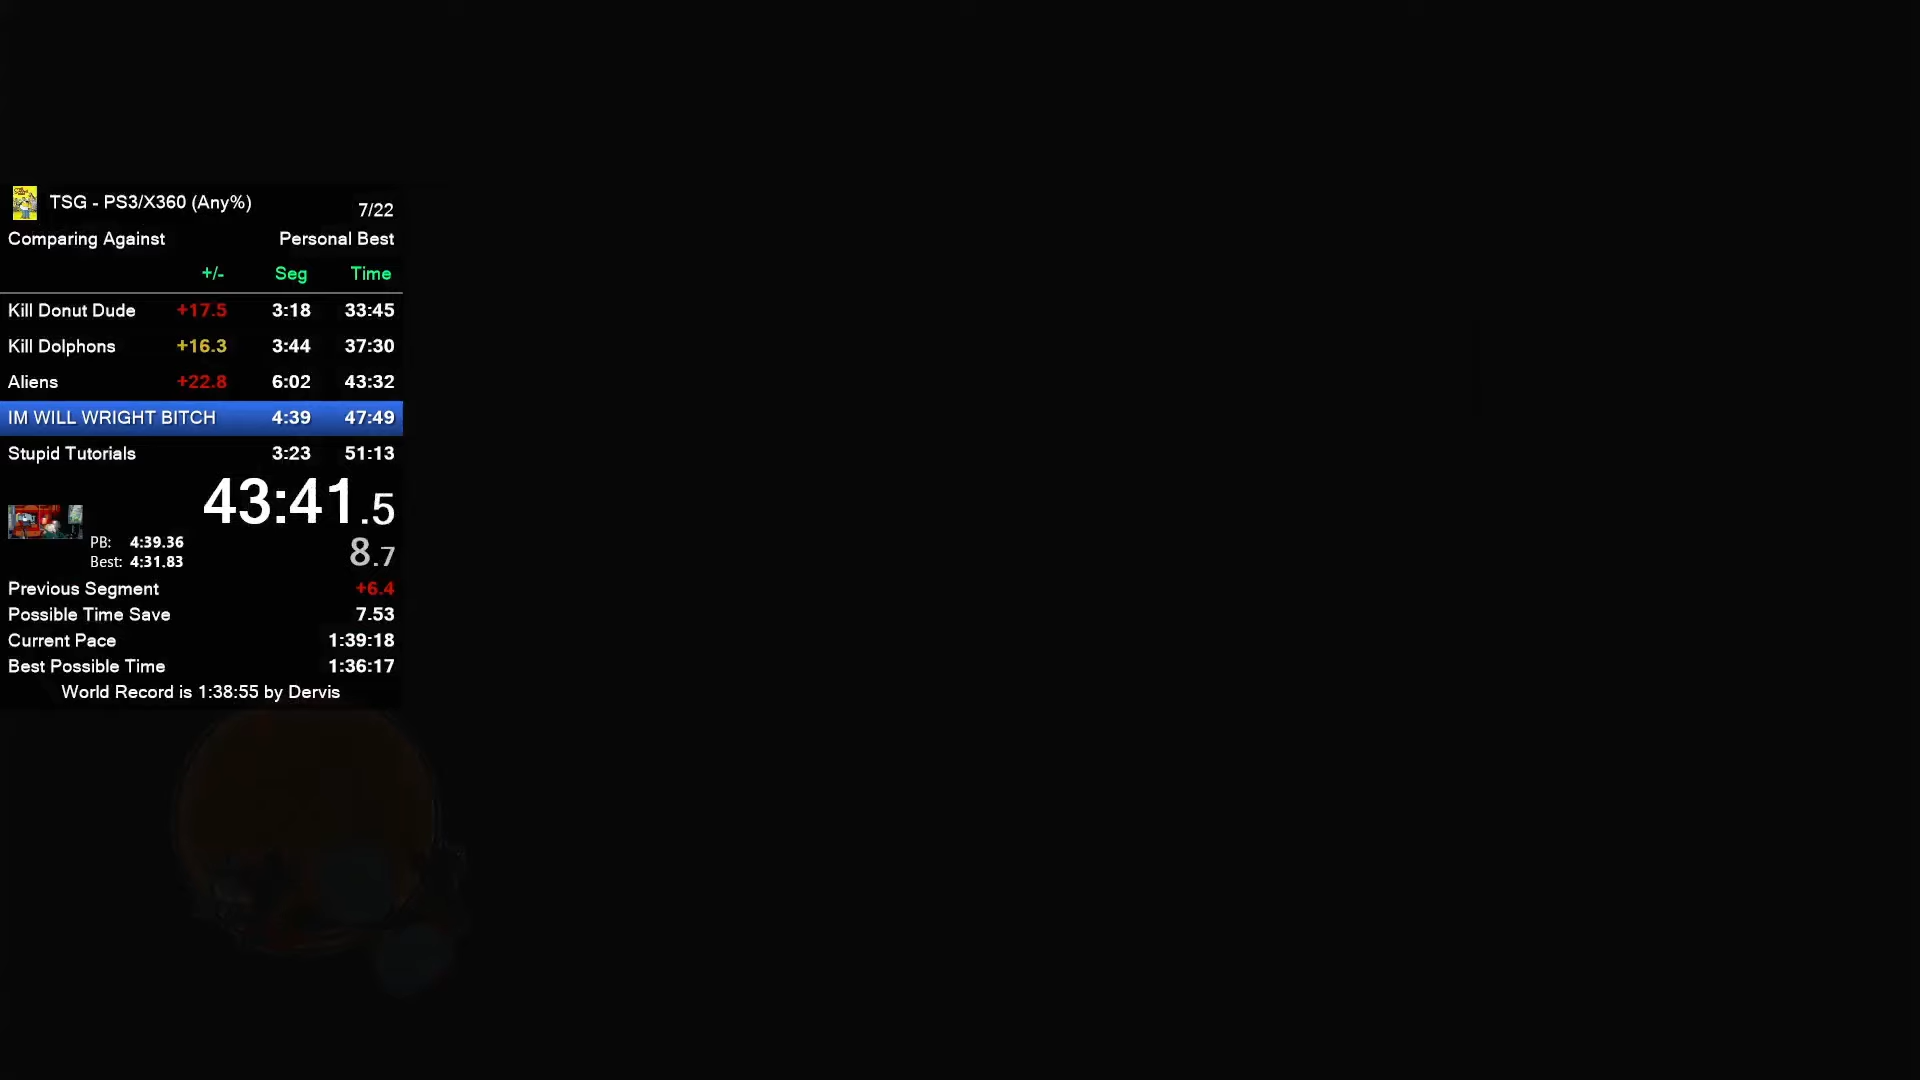 TSG - PS3/X360 (Any%)
7/22
Comparing Against Personal Best
+/- Seg Time
Kill Donut Dude +17.5 3:18 33:45
Kill Dolphons +16.3 3:44 37:30
Aliens +22.8 6:02 43:32
IM WILL WRIGHT BITCH 4:39 47:49
Stupid Tutorials 3:23 51:13
43:41.5
PB: 4:39.36
8.7
Best: 4:31.83
Previous Segment +6.4
Possible Time Save 7.53
Current Pace 1:39:18
Best Possible Time 1:36:17
World Record is 1:38:55 by Dervis